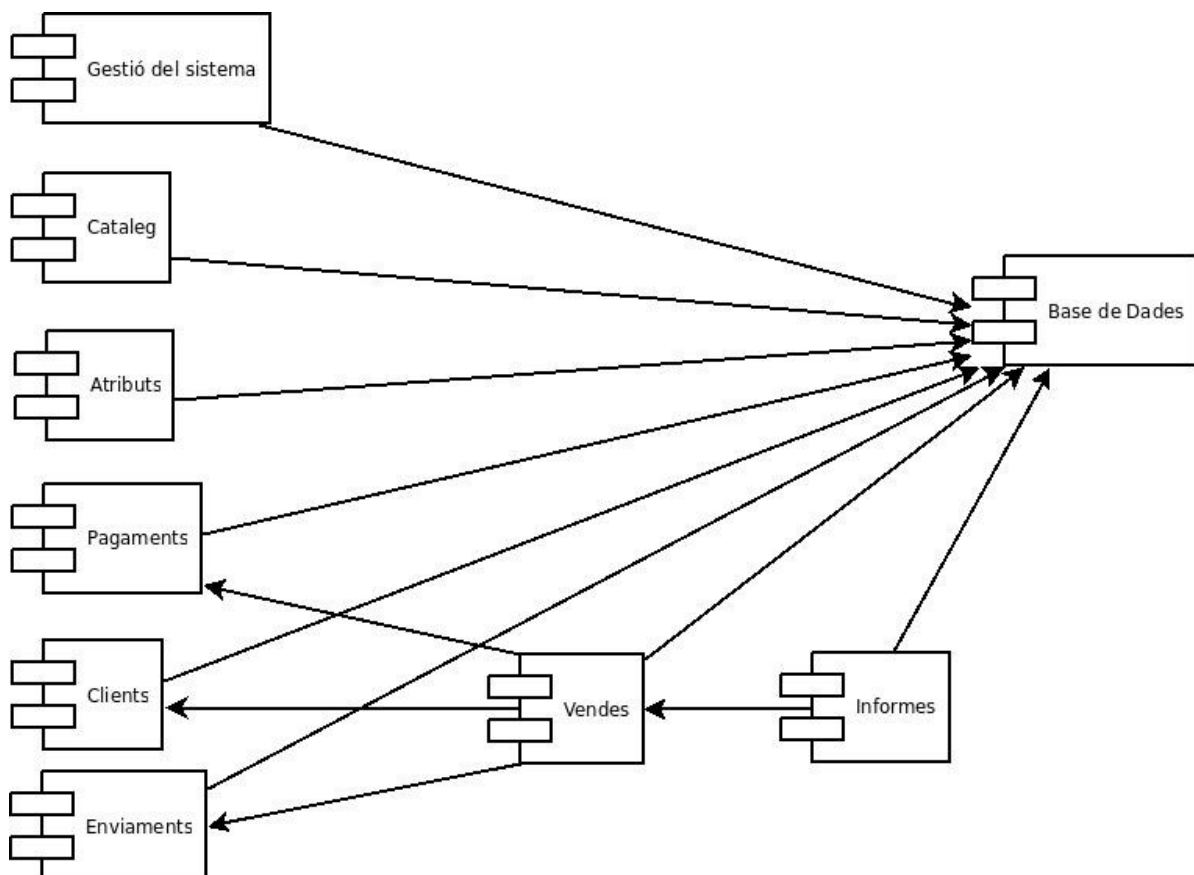 Gestió del sistema
Cataleg
Base de Dades
Atributs
Pagaments
Clients
Vendes
Informes
Enviaments